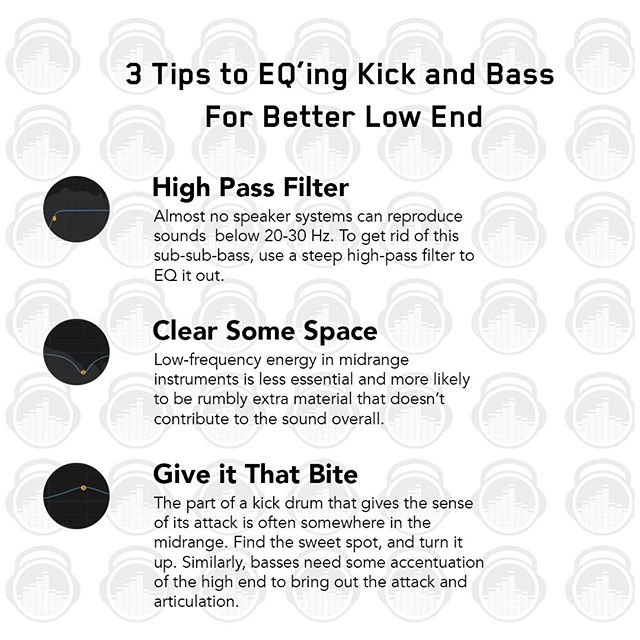 3 Tips to EQ'ing Kick and Bass
For Better Low End
High Pass Filter
Almost no speaker systems can reproduce
sounds  below 20-30 Hz. To get rid of this
sub-sub-bass, use a steep high-pass filter to
EQ it out.
Clear Some Space
Low-frequency energy in midrange
instruments is less essential and more likely
to be rumbly extra material that doesn't
contribute to the sound overall.
Give it That Bite
The part of a kick drum that gives the sense
of its attack is often somewhere in the
midrange. Find the sweet spot, and turn it
up. Similarly, basses need some accentuation
of the high end to bring out the attack and
articulation.